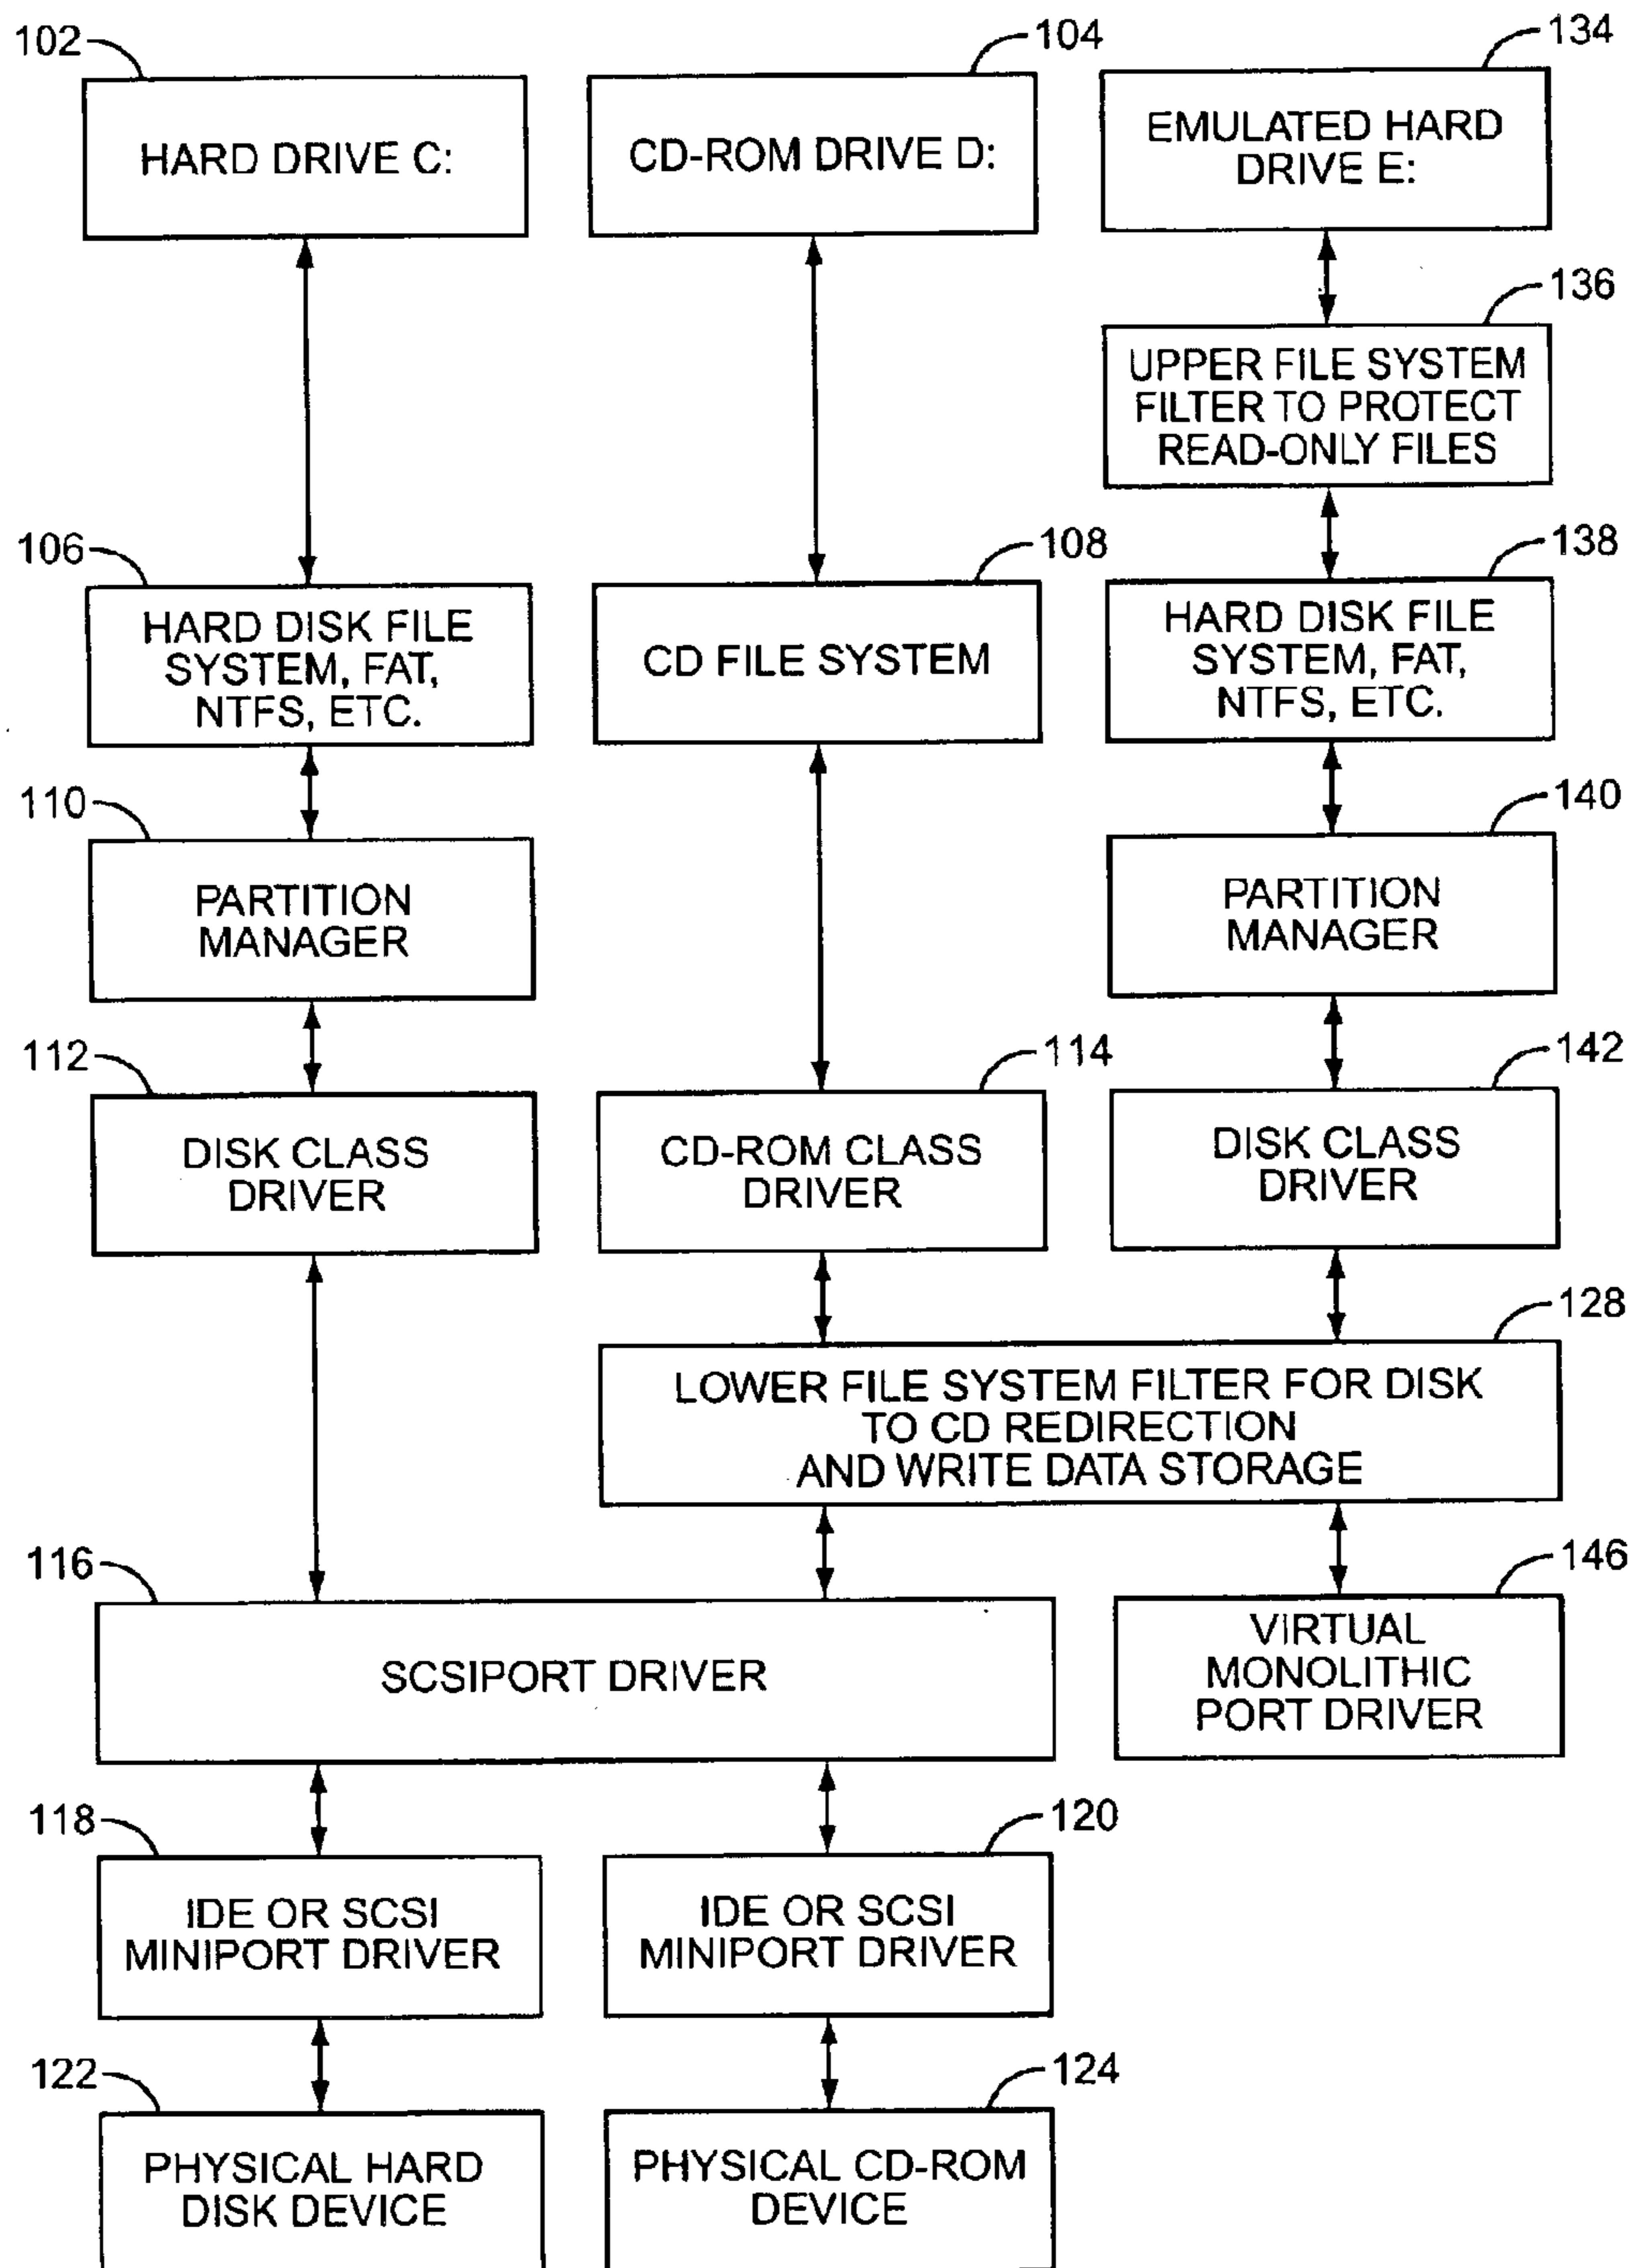 102
104
134
HARD DRIVE C:
CD-ROM DRIVE D:
EMULATED HARD
DRIVE E:
136
UPPER FILE SYSTEM
FILTER TO PROTECT
READ-ONLY FILES
106
108
138
HARD DISK FILE
SYSTEM, FAT,
NTFS, ETC.
CD FILE SYSTEM
HARD DISK FILE
SYSTEM, FAT,
NTFS, ETC.
110
140
PARTITION
MANAGER
PARTITION
MANAGER
112
114
142
DISK CLASS
DRIVER
CD-ROM CLASS
DRIVER
DISK CLASS
DRIVER
128
LOWER FILE SYSTEM FILTER FOR DISK
TO CD REDIRECTION
AND WRITE DATA STORAGE
116
146
SCSIPORT DRIVER
VIRTUAL
MONOLITHIC
PORT DRIVER
118
120
IDE OR SCSI
MINIPORT DRIVER
IDE OR SCSI
MINIPORT DRIVER
122
124
PHYSICAL HARD
DISK DEVICE
PHYSICAL CD-ROM
DEVICE